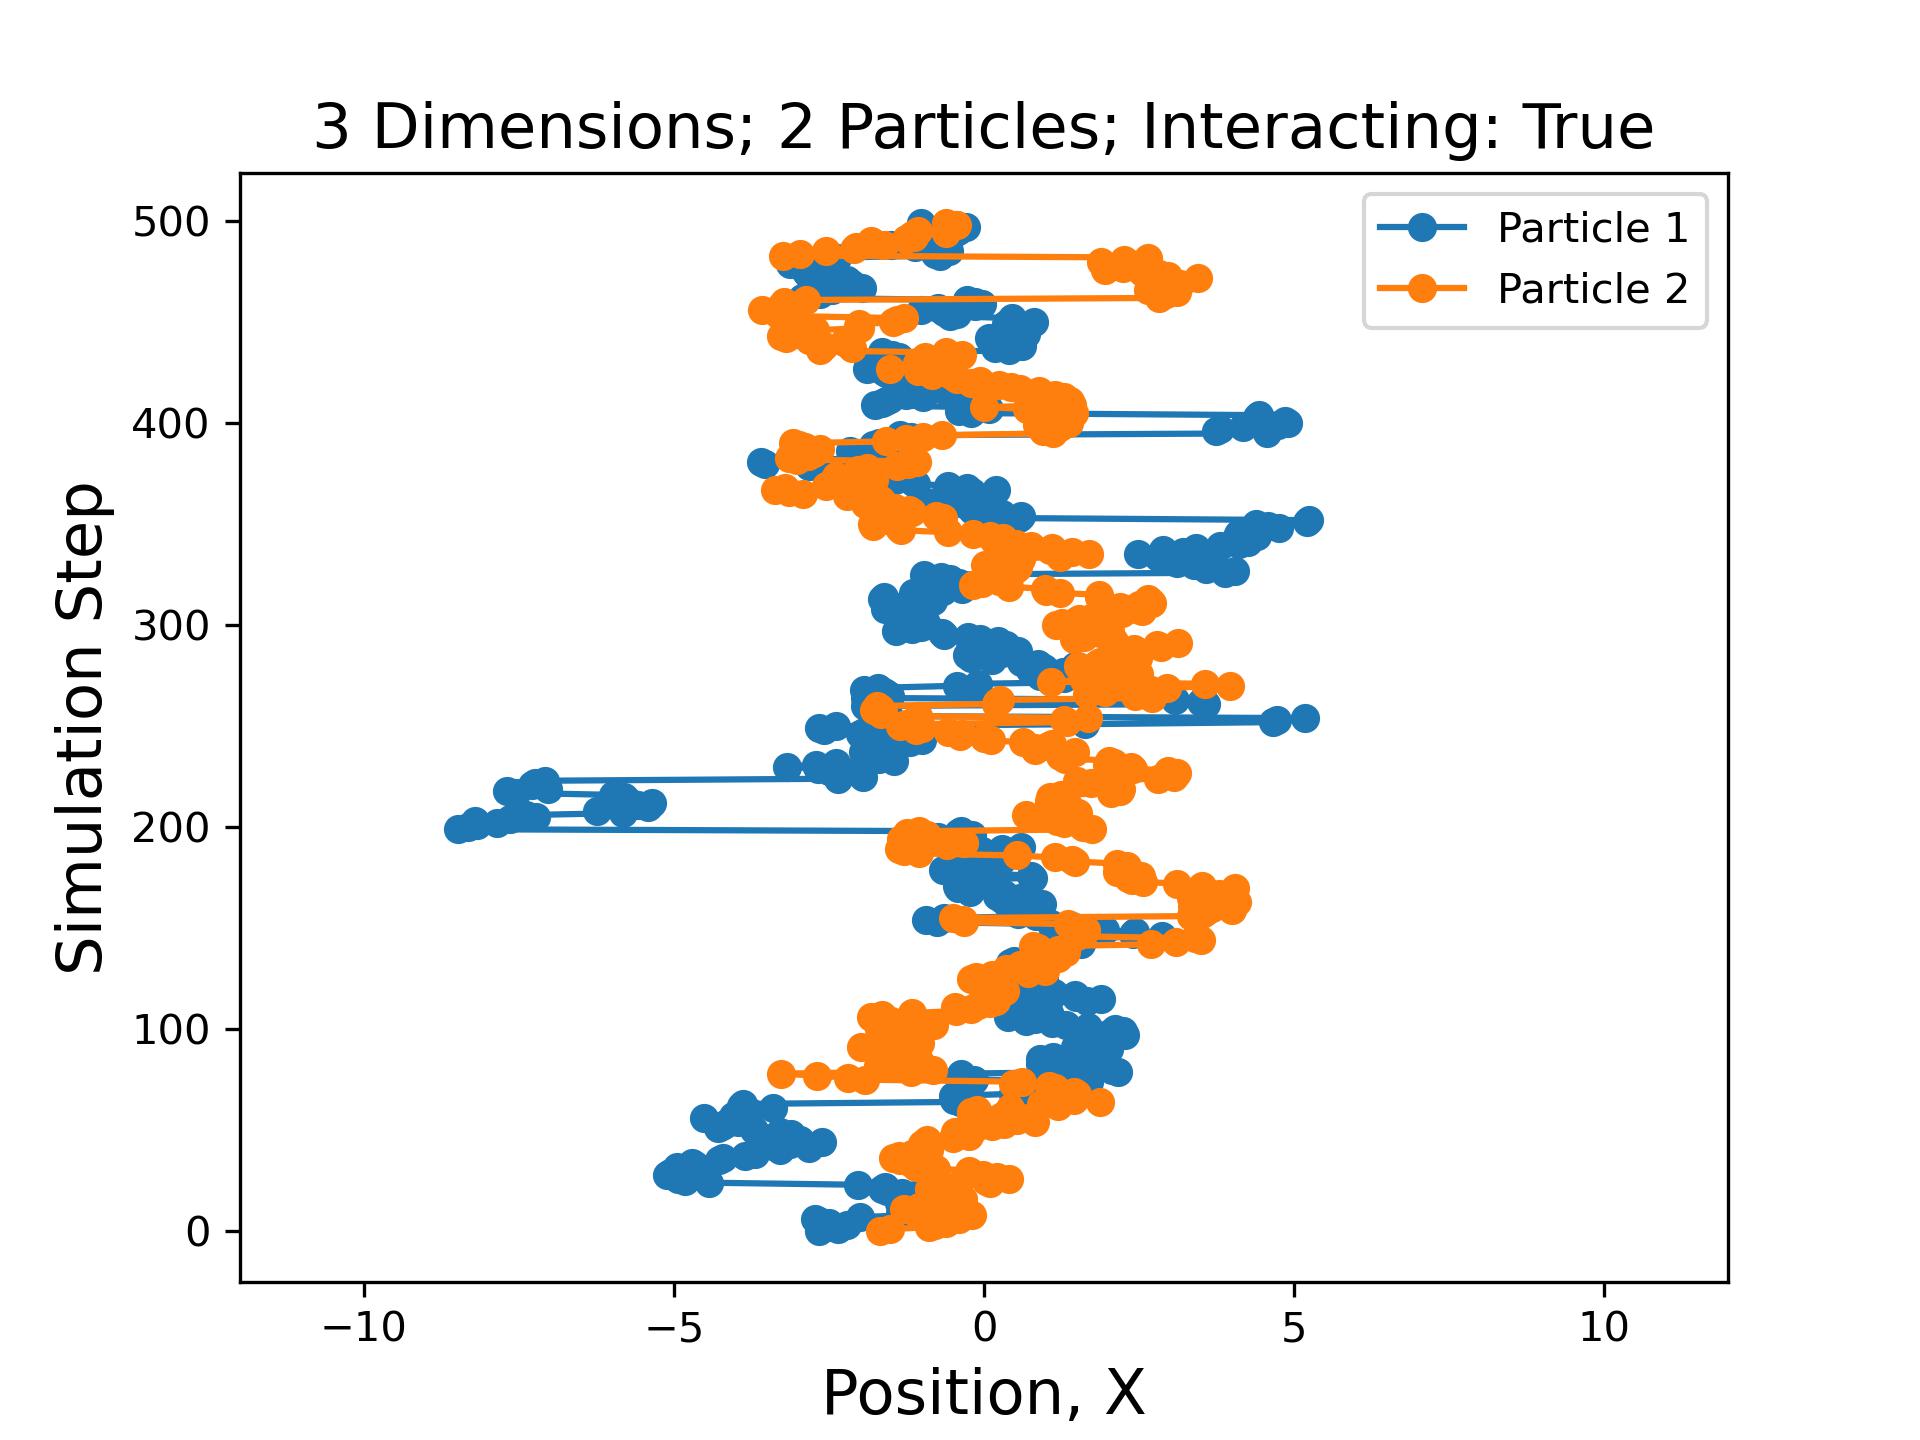 3 Dimensions; 2 Particles; Interacting: True
Particle 1
Particle 2
Simulation Step
500
400
300
200
100
0
−10
−5
0
5
10
Position, X